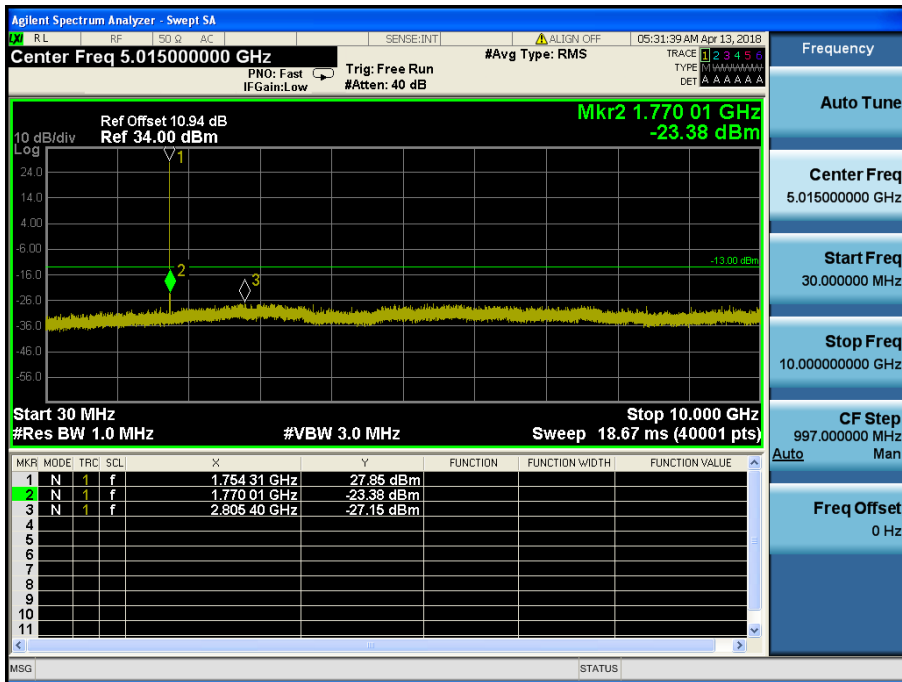 Agilent Spectrum Analyzer - Swept SA
LXI RL RF 50 Ω AC SENSE:INT ALIGN OFF 05:31:39 AM Apr 13, 2018
Center Freq 5.015000000 GHz
PNO: Fast
IFGain:Low
Trig: Free Run
#Atten: 40 dB
#Avg Type: RMS
TRACE 1 2 3 4 5 6
TYPE M WWWWW
DET A A A A A A
Mkr2 1.770 01 GHz
-23.38 dBm
Ref Offset 10.94 dB
10 dB/div Ref 34.00 dBm
Log
24.0
14.0
4.00
-6.00
-16.0
-26.0
-36.0
-46.0
-56.0
1
2
3
-13.00 dBm
Start 30 MHz Stop 10.000 GHz
#Res BW 1.0 MHz #VBW 3.0 MHz Sweep 18.67 ms (40001 pts)
MKR MODE TRC SCL X Y FUNCTION FUNCTION WIDTH FUNCTION VALUE
1 N 1 f 1.754 31 GHz 27.85 dBm
2 N 1 f 1.770 01 GHz -23.38 dBm
3 N 1 f 2.805 40 GHz -27.15 dBm
4
5
6
7
8
9
10
11
MSG STATUS
Frequency
Auto Tune
Center Freq
5.015000000 GHz
Start Freq
30.000000 MHz
Stop Freq
10.000000000 GHz
CF Step
997.000000 MHz
Auto Man
Freq Offset
0 Hz